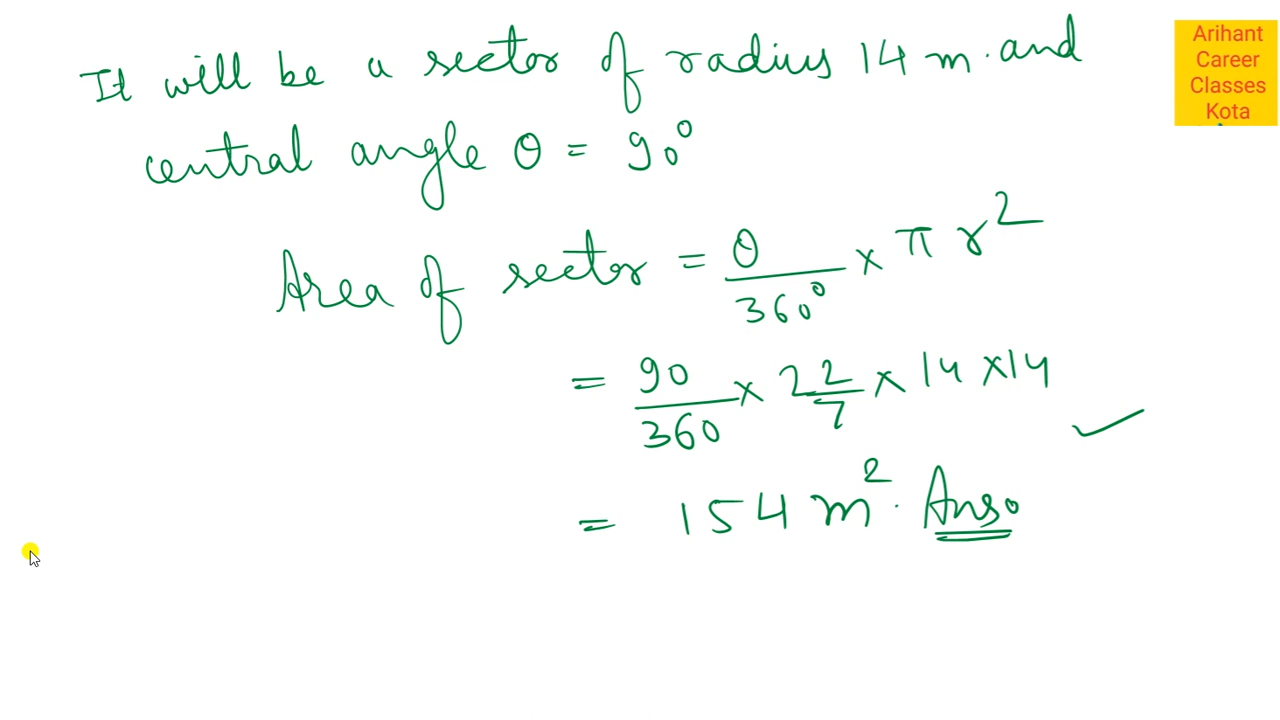 It will be a sector of radius 14 m. and
central angle θ = 90°
Area of sector = θ/360° × π r²
= 90/360 × 22/7 × 14 × 14
= 154 m². Ans.
Arihant
Career
Classes
Kota